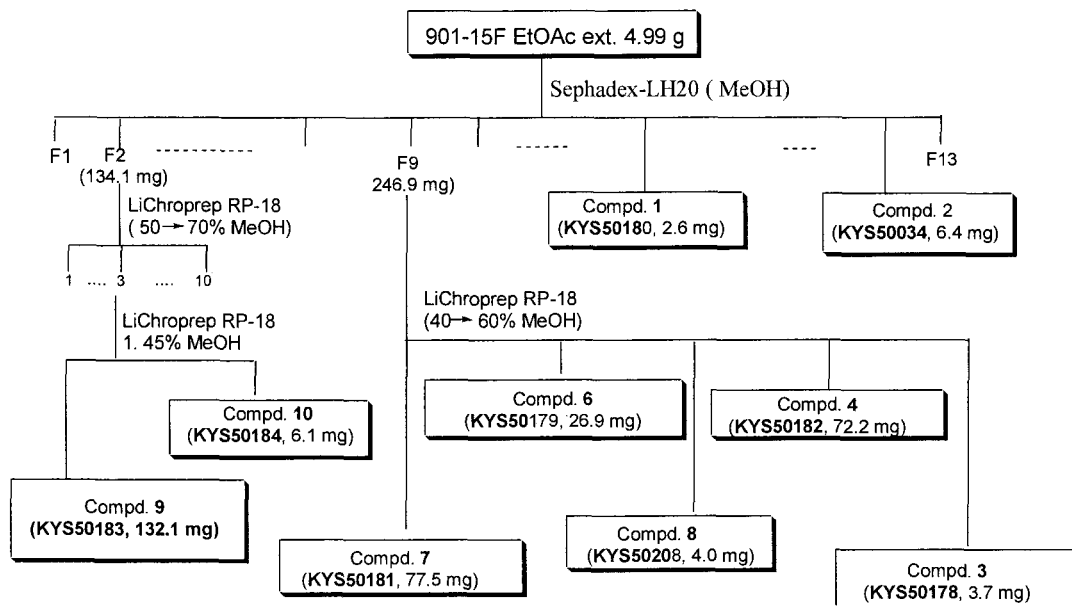 901-15F EtOAc ext. 4.99 g
Sephadex-LH20 ( MeOH)
F1
F2
(134.1 mg)
F9
246.9 mg)
F13
LiChroprep RP-18
( 50→70% MeOH)
Compd. 1
(KYS50180, 2.6 mg)
Compd. 2
(KYS50034, 6.4 mg)
1 .... 3 .... 10
LiChroprep RP-18
(40→ 60% MeOH)
LiChroprep RP-18
1. 45% MeOH
Compd. 10
(KYS50184, 6.1 mg)
Compd. 6
(KYS50179, 26.9 mg)
Compd. 4
(KYS50182, 72.2 mg)
Compd. 9
(KYS50183, 132.1 mg)
Compd. 7
(KYS50181, 77.5 mg)
Compd. 8
(KYS50208, 4.0 mg)
Compd. 3
(KYS50178, 3.7 mg)